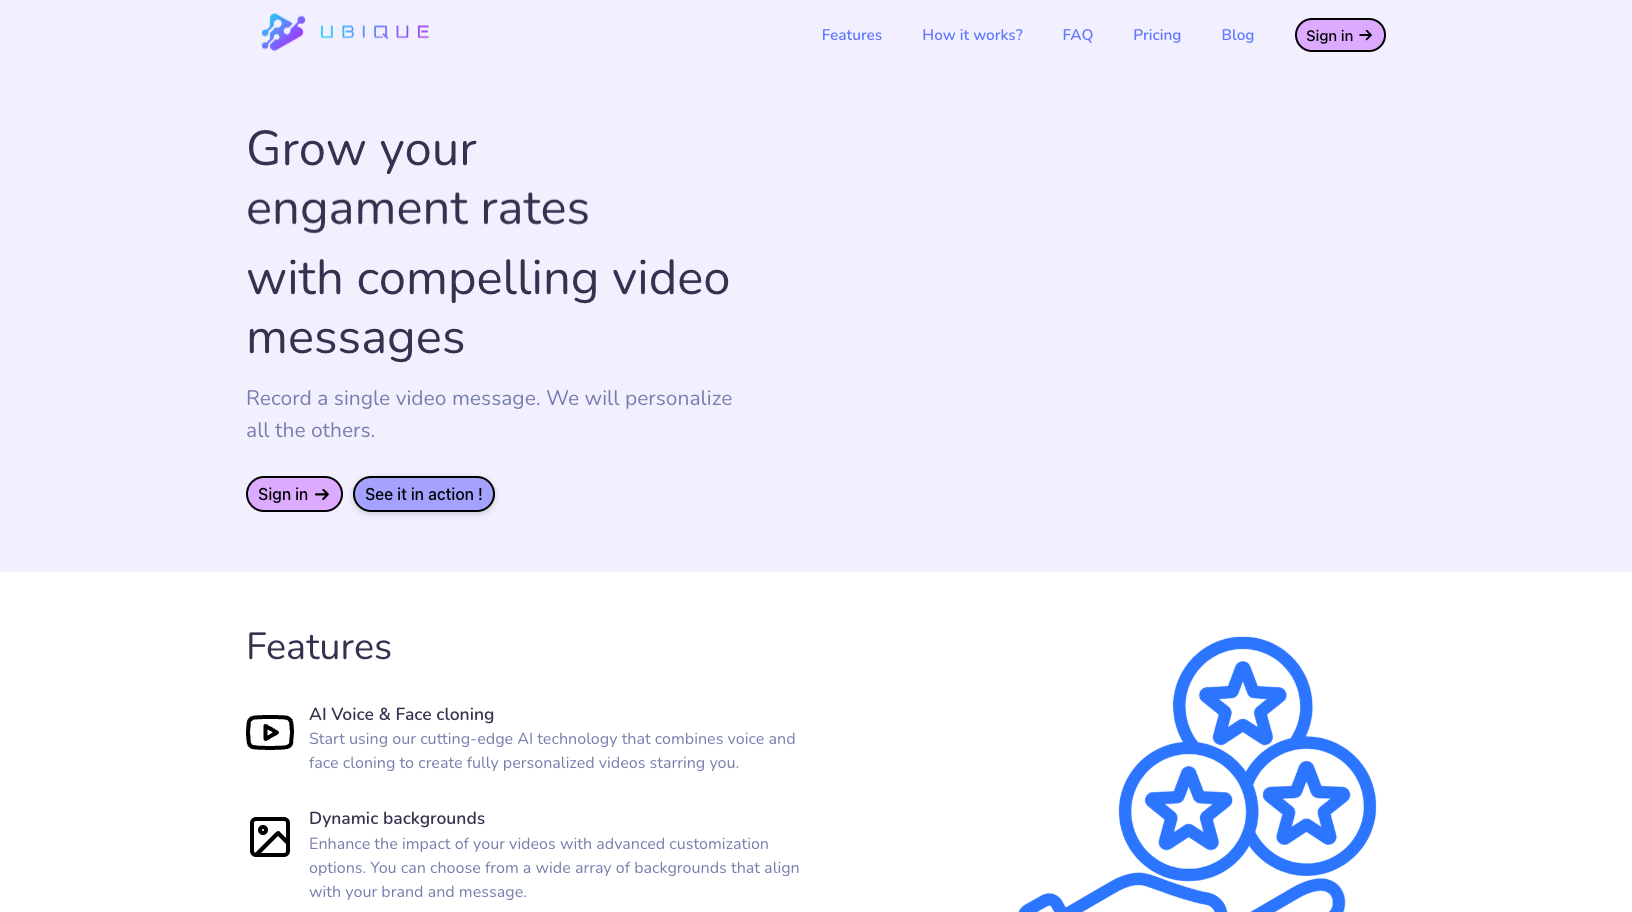 UBIQUE
Features
How it works?
FAQ
Pricing
Blog
Sign in
Grow your
engament rates
with compelling video
messages
Record a single video message. We will personalize
all the others.
Sign in
See it in action !
Features
AI Voice & Face cloning
Start using our cutting-edge AI technology that combines voice and
face cloning to create fully personalized videos starring you.
Dynamic backgrounds
Enhance the impact of your videos with advanced customization
options. You can choose from a wide array of backgrounds that align
with your brand and message.